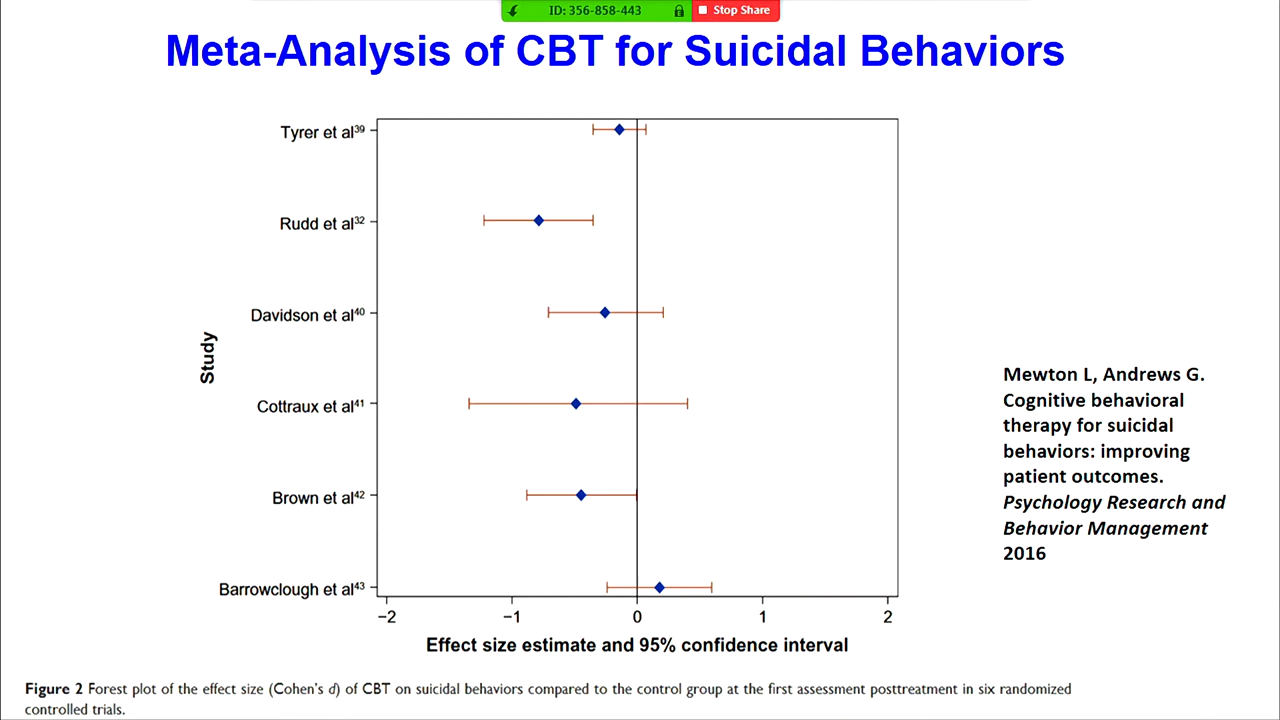 ID: 356-858-443 Stop Share
Meta-Analysis of CBT for Suicidal Behaviors
Tyrer et al³⁹
Rudd et al³²
Davidson et al⁴⁰
Study
Cottraux et al⁴¹
Brown et al⁴²
Barrowclough et al⁴³
−2 −1 0 1 2
Effect size estimate and 95% confidence interval
Mewton L, Andrews G.
Cognitive behavioral
therapy for suicidal
behaviors: improving
patient outcomes.
Psychology Research and
Behavior Management
2016
Figure 2 Forest plot of the effect size (Cohen's d) of CBT on suicidal behaviors compared to the control group at the first assessment posttreatment in six randomized
controlled trials.